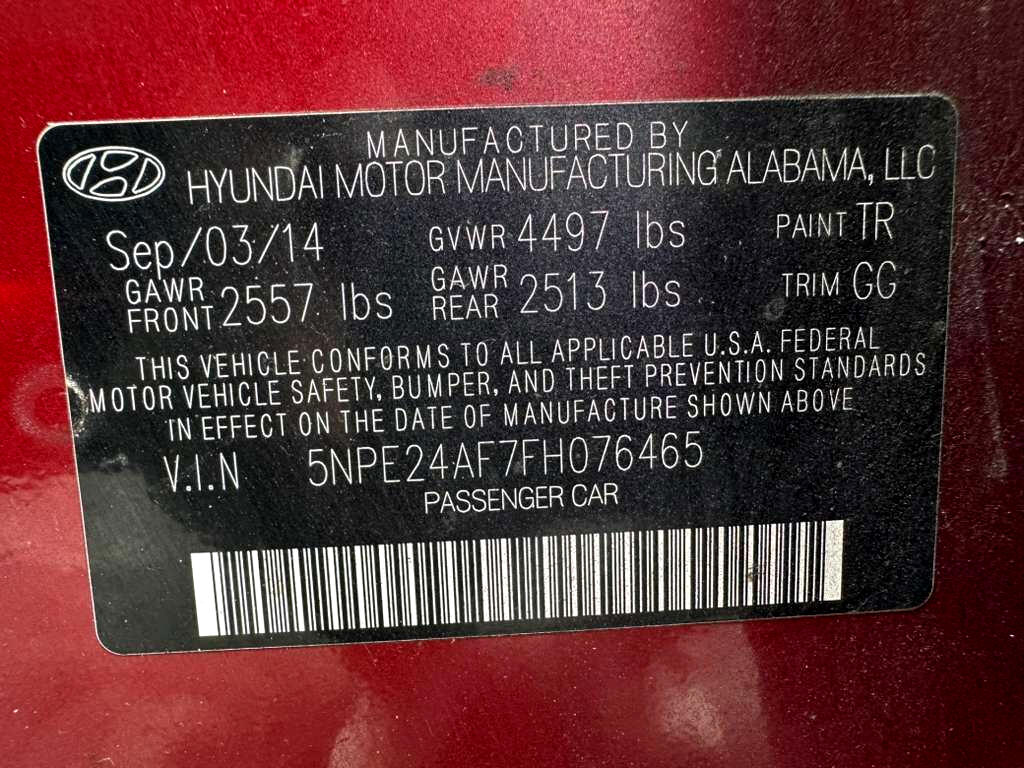 MANUFACTURED BY
HYUNDAI MOTOR MANUFACTURING ALABAMA, LLC
Sep/03/14 GVWR 4497 lbs PAINT TR
GAWR FRONT 2557 lbs GAWR REAR 2513 lbs TRIM GG
THIS VEHICLE CONFORMS TO ALL APPLICABLE U.S.A. FEDERAL
MOTOR VEHICLE SAFETY, BUMPER, AND THEFT PREVENTION STANDARDS
IN EFFECT ON THE DATE OF MANUFACTURE SHOWN ABOVE
V.I.N 5NPE24AF7FH076465
PASSENGER CAR